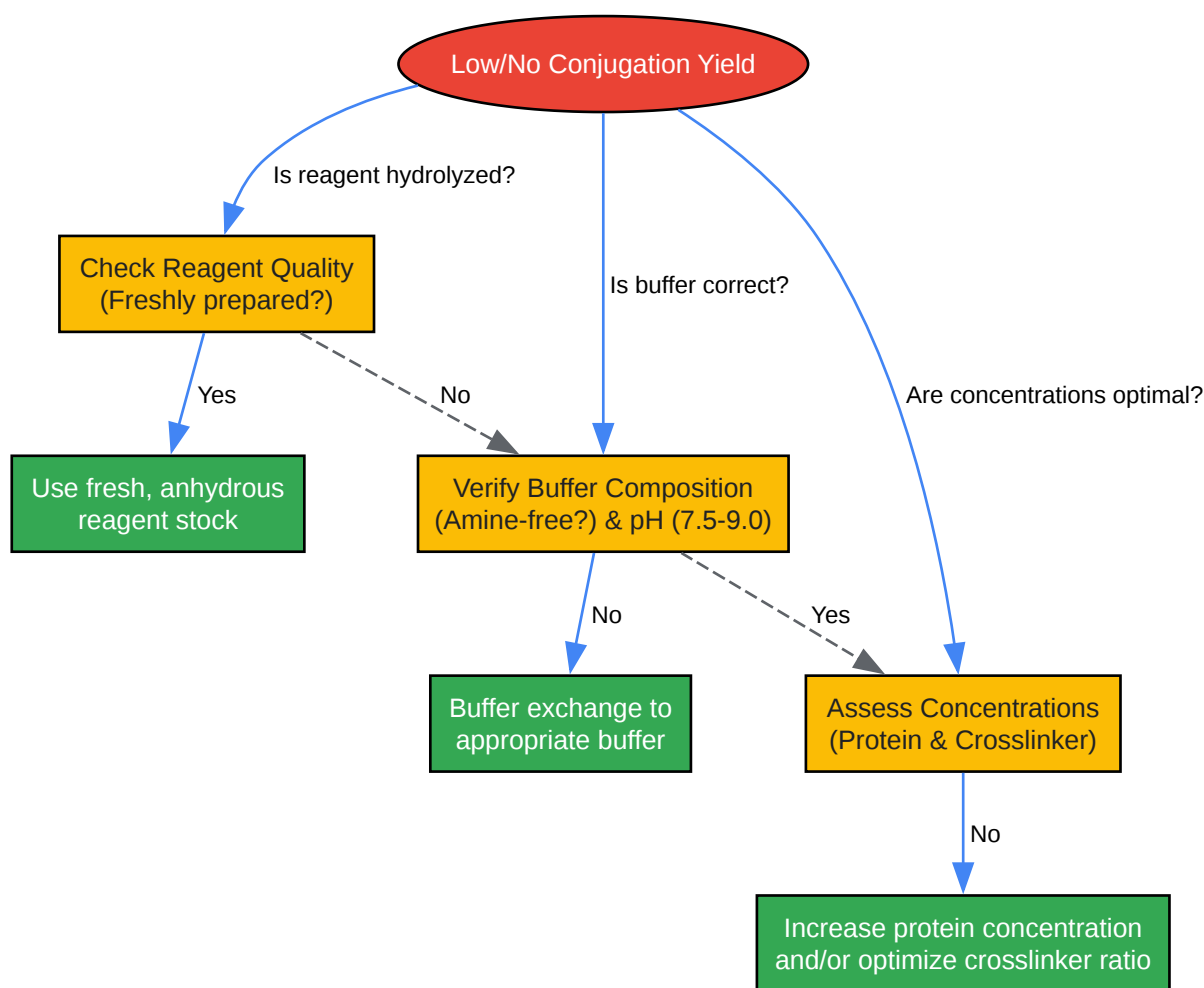 Low/No Conjugation Yield
Is reagent hydrolyzed?
Check Reagent Quality
(Freshly prepared?)
Is buffer correct?
Are concentrations optimal?
Yes
No
Use fresh, anhydrous
reagent stock
Verify Buffer Composition
(Amine-free?) & pH (7.5-9.0)
No
Yes
Buffer exchange to
appropriate buffer
Assess Concentrations
(Protein & Crosslinker)
No
Increase protein concentration
and/or optimize crosslinker ratio